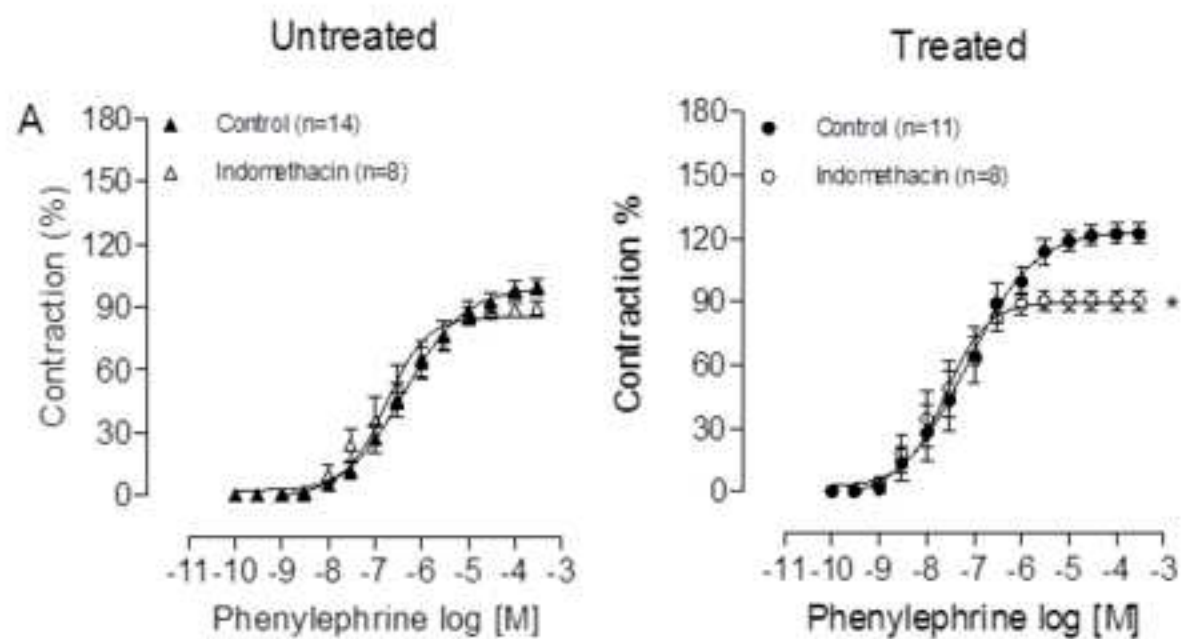 Untreated
A
180
150
120
90
60
30
0
Contraction (%)
▲ Control (n=14)
△ Indomethacin (n=8)
-11 -10 -9 -8 -7 -6 -5 -4 -3
Phenylephrine log [M]
Treated
180
150
120
90
60
30
0
Contraction %
● Control (n=11)
○ Indomethacin (n=8)
*
-11 -10 -9 -8 -7 -6 -5 -4 -3
Phenylephrine log [M]